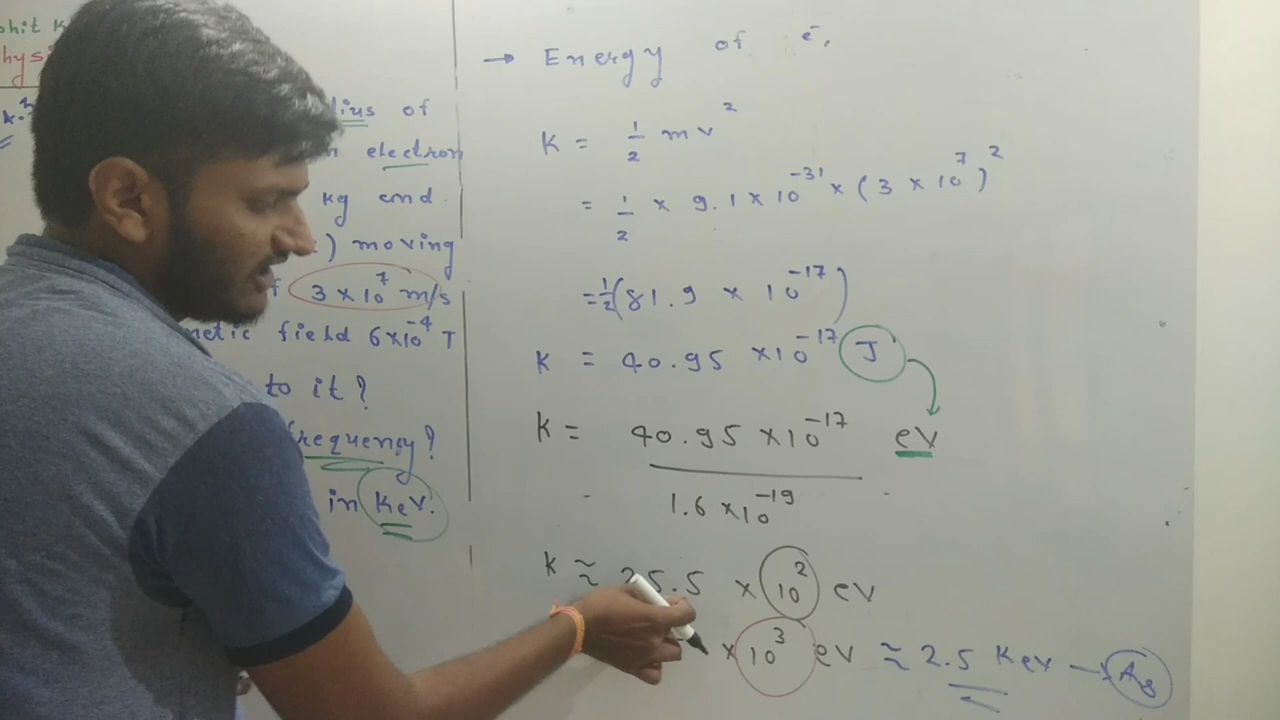 ohit K
hysi
dius of
n electron
kg and
.) moving
f 3 × 10⁷ m/s
netic field 6×10⁻⁴ T
to it?
frequency?
in KeV.
→ Energy of e⁻,
K = 1/2 mv²
= 1/2 × 9.1 × 10⁻³¹ × (3 × 10⁷)²
= 1/2 (81.9 × 10⁻¹⁷)
K = 40.95 ×10⁻¹⁷ J
K = 40.95 ×10⁻¹⁷ / 1.6 ×10⁻¹⁹ eV
K ≈ 25.5 × 10² eV
× 10³ eV ≈ 2.5 KeV →